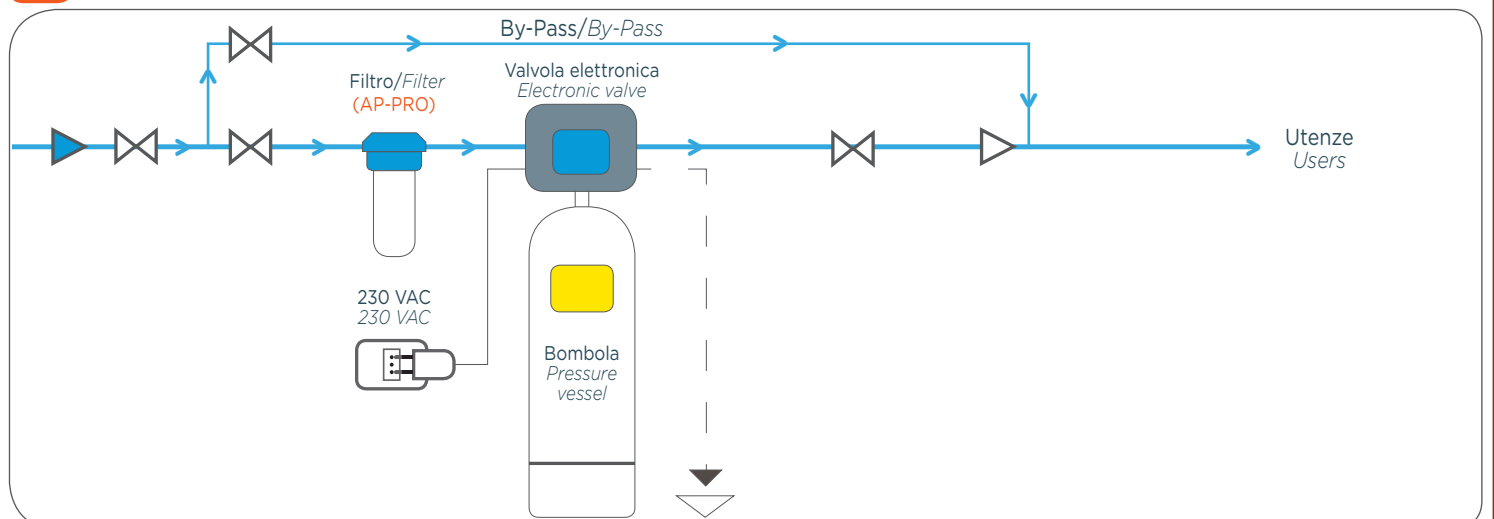 By-Pass/By-Pass
Filtro/Filter
(AP-PRO)
Valvola elettronica
Electronic valve
Utenze
Users
230 VAC
230 VAC
Bombola
Pressure
vessel